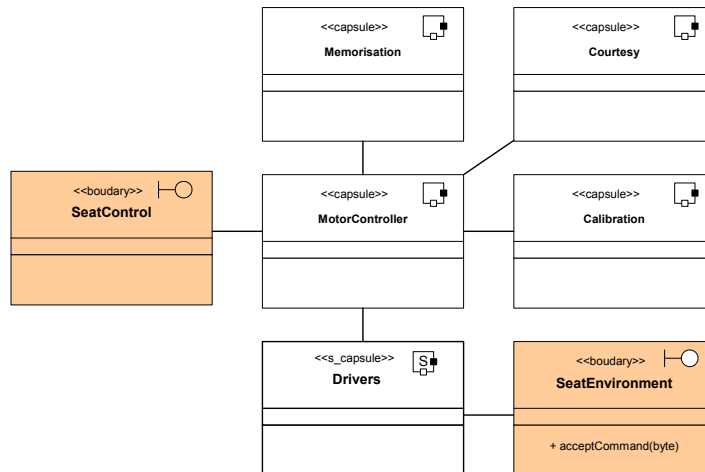 <<capsule>>
Memorisation
<<capsule>>
Courtesy
<<boudary>>
SeatControl
<<capsule>>
MotorController
<<capsule>>
Calibration
<<s_capsule>>
S
Drivers
<<boudary>>
SeatEnvironment
+ acceptCommand(byte)